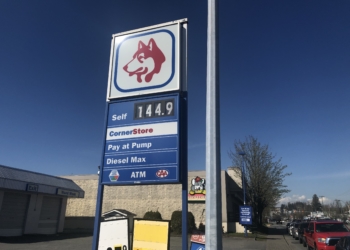 Self 144.9
CornerStore
Pay at Pump
Diesel Max
ATM